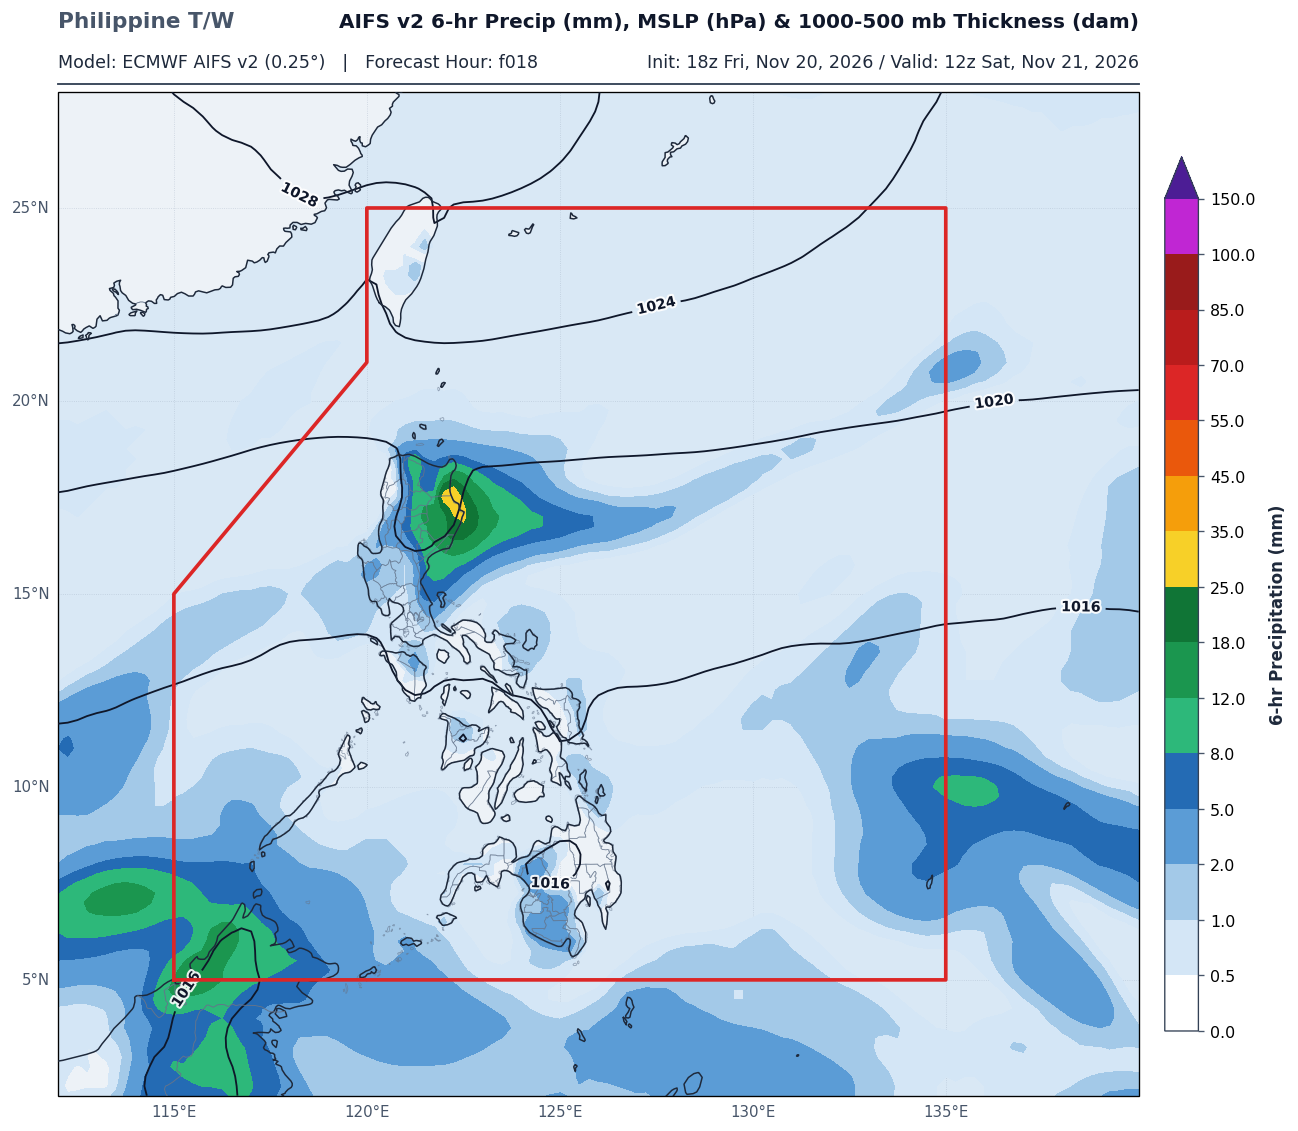 Philippine T/W
AIFS v2 6-hr Precip (mm), MSLP (hPa) & 1000-500 mb Thickness (dam)
Model: ECMWF AIFS v2 (0.25°) | Forecast Hour: f018
Init: 18z Fri, Nov 20, 2026 / Valid: 12z Sat, Nov 21, 2026
1028
25°N
1024
20°N
1020
15°N
1016
10°N
1016
5°N
1016
115°E
120°E
125°E
130°E
135°E
150.0
100.0
85.0
70.0
55.0
45.0
35.0
25.0
18.0
12.0
8.0
5.0
2.0
1.0
0.5
0.0
6-hr Precipitation (mm)